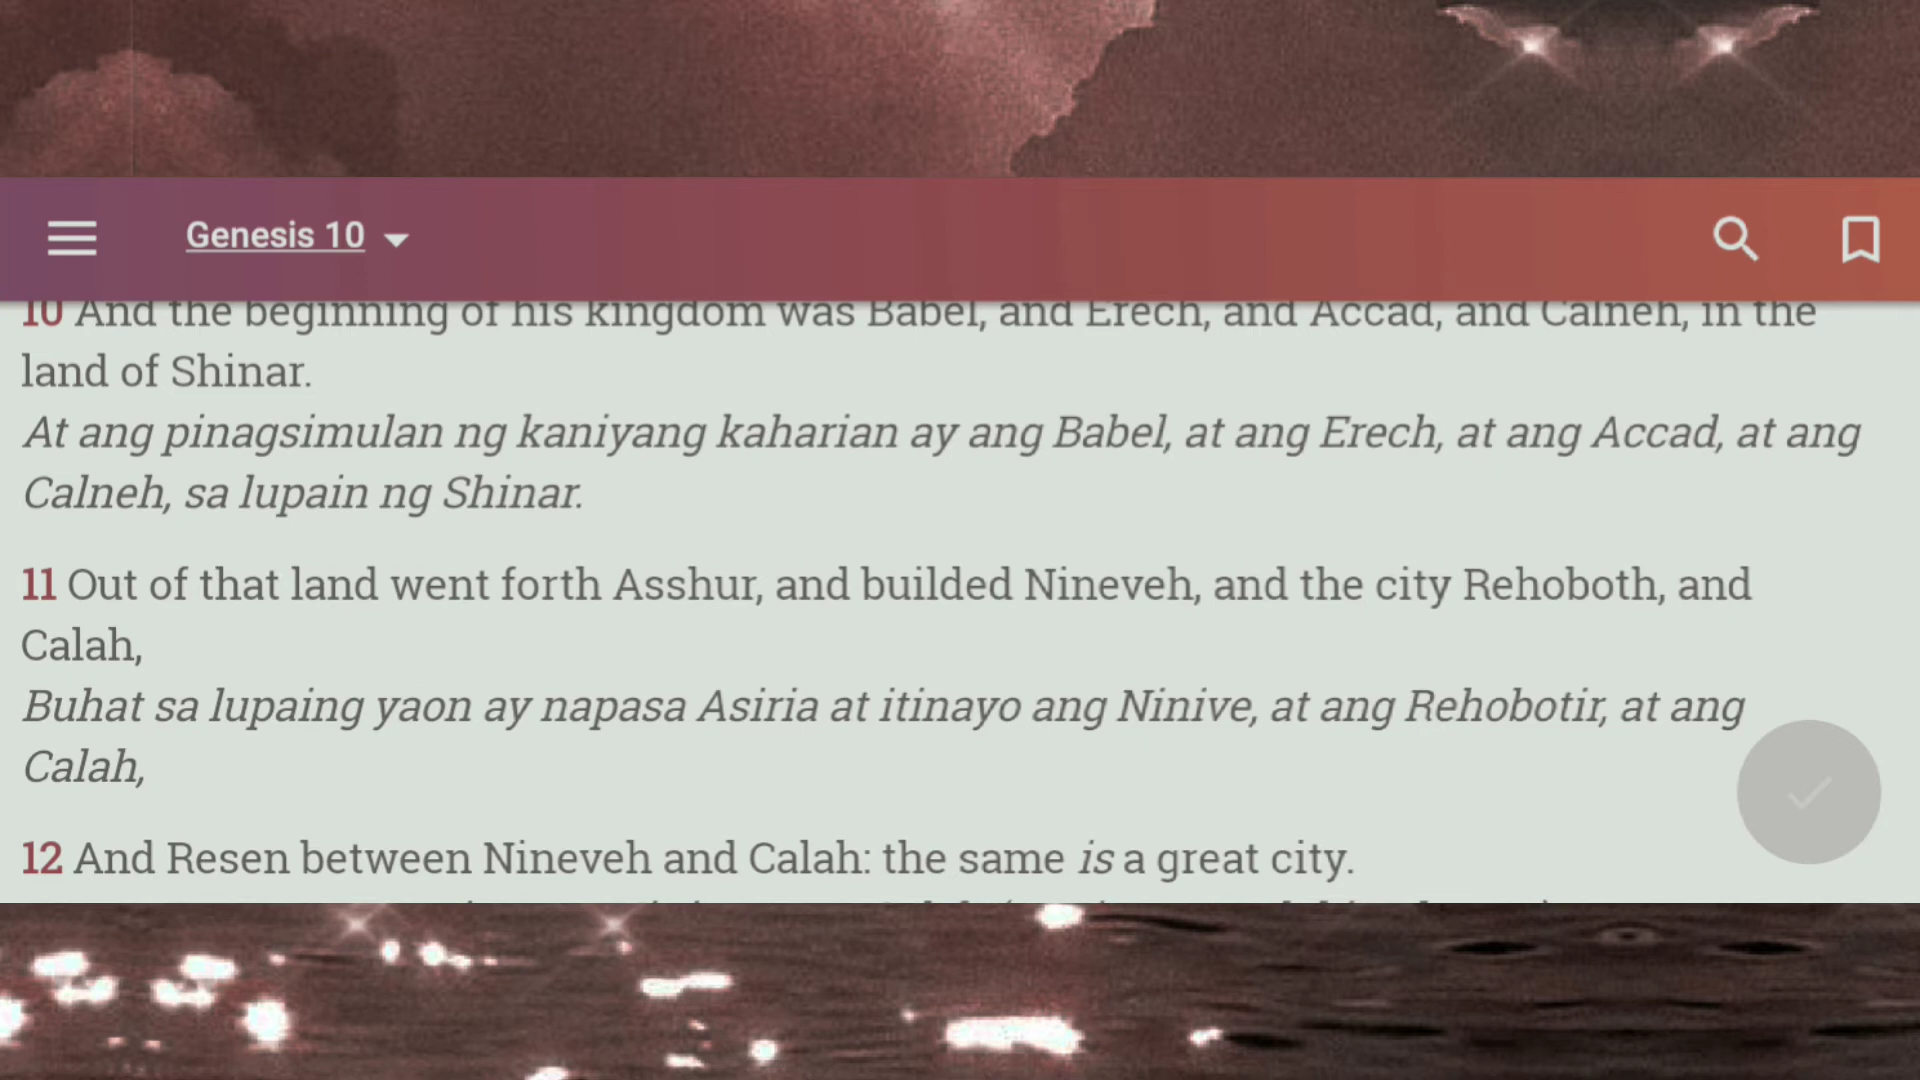 Genesis 10
10 And the beginning of his kingdom was Babel, and Erech, and Accad, and Calneh, in the
land of Shinar.
At ang pinagsimulan ng kaniyang kaharian ay ang Babel, at ang Erech, at ang Accad, at ang
Calneh, sa lupain ng Shinar.
11 Out of that land went forth Asshur, and builded Nineveh, and the city Rehoboth, and
Calah,
Buhat sa lupaing yaon ay napasa Asiria at itinayo ang Ninive, at ang Rehobotir, at ang
Calah,
12 And Resen between Nineveh and Calah: the same is a great city.